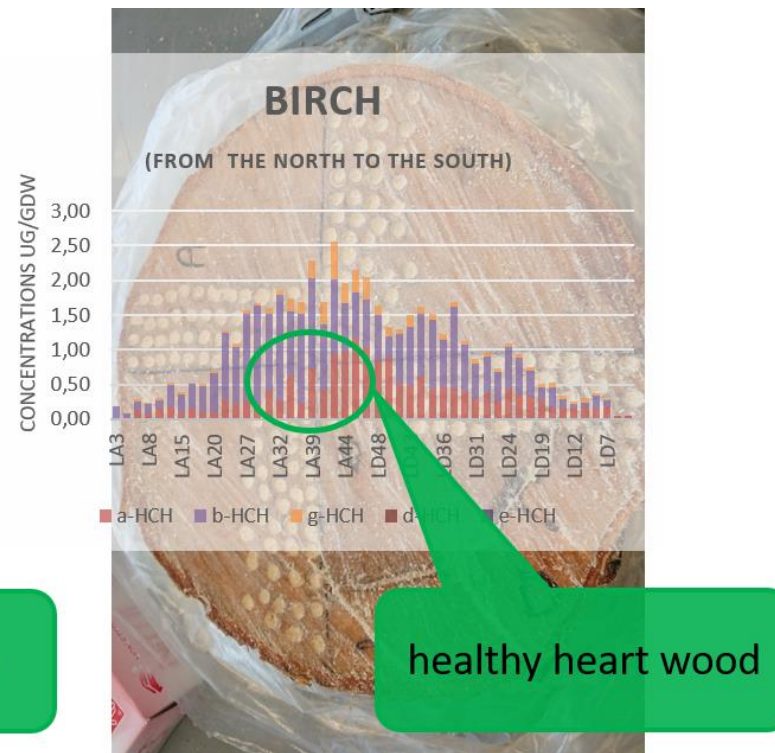 BIRCH
(FROM THE NORTH TO THE SOUTH)
CONCENTRATIONS UG/GDW
3,00
2,50
2,00
1,50
1,00
0,50
0,00
LA3
LA8
LA15
LA20
LA27
LA32
LA39
LA44
LD48
LD43
LD36
LD31
LD24
LD19
LD12
LD7
a-HCH b-HCH g-HCH d-HCH e-HCH
healthy heart wood